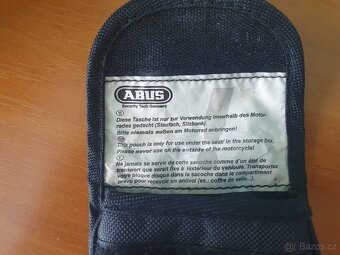 ABUS
Security Tech Germany
D
Diese Tasche ist nur zur Verwendung innerhalb des Motor-
rades gedacht (Staufach, Sitzbank).
Bitte niemals außen am Motorrad anbringen!
GB
This pouch is only for use under the seat/ in the storage box.
Please never use on the outside of the motorcycle!
F
Ne jamais se servir de cette sacoche comme d'un étui de
transport que serait fixé à l'extérieur du véhicule. Transportez
votre bloque disque dans la sacoche dans le compartiment
prévu pour recevoir un antivol (ex.: coffre de selle...)
sbazar.cz